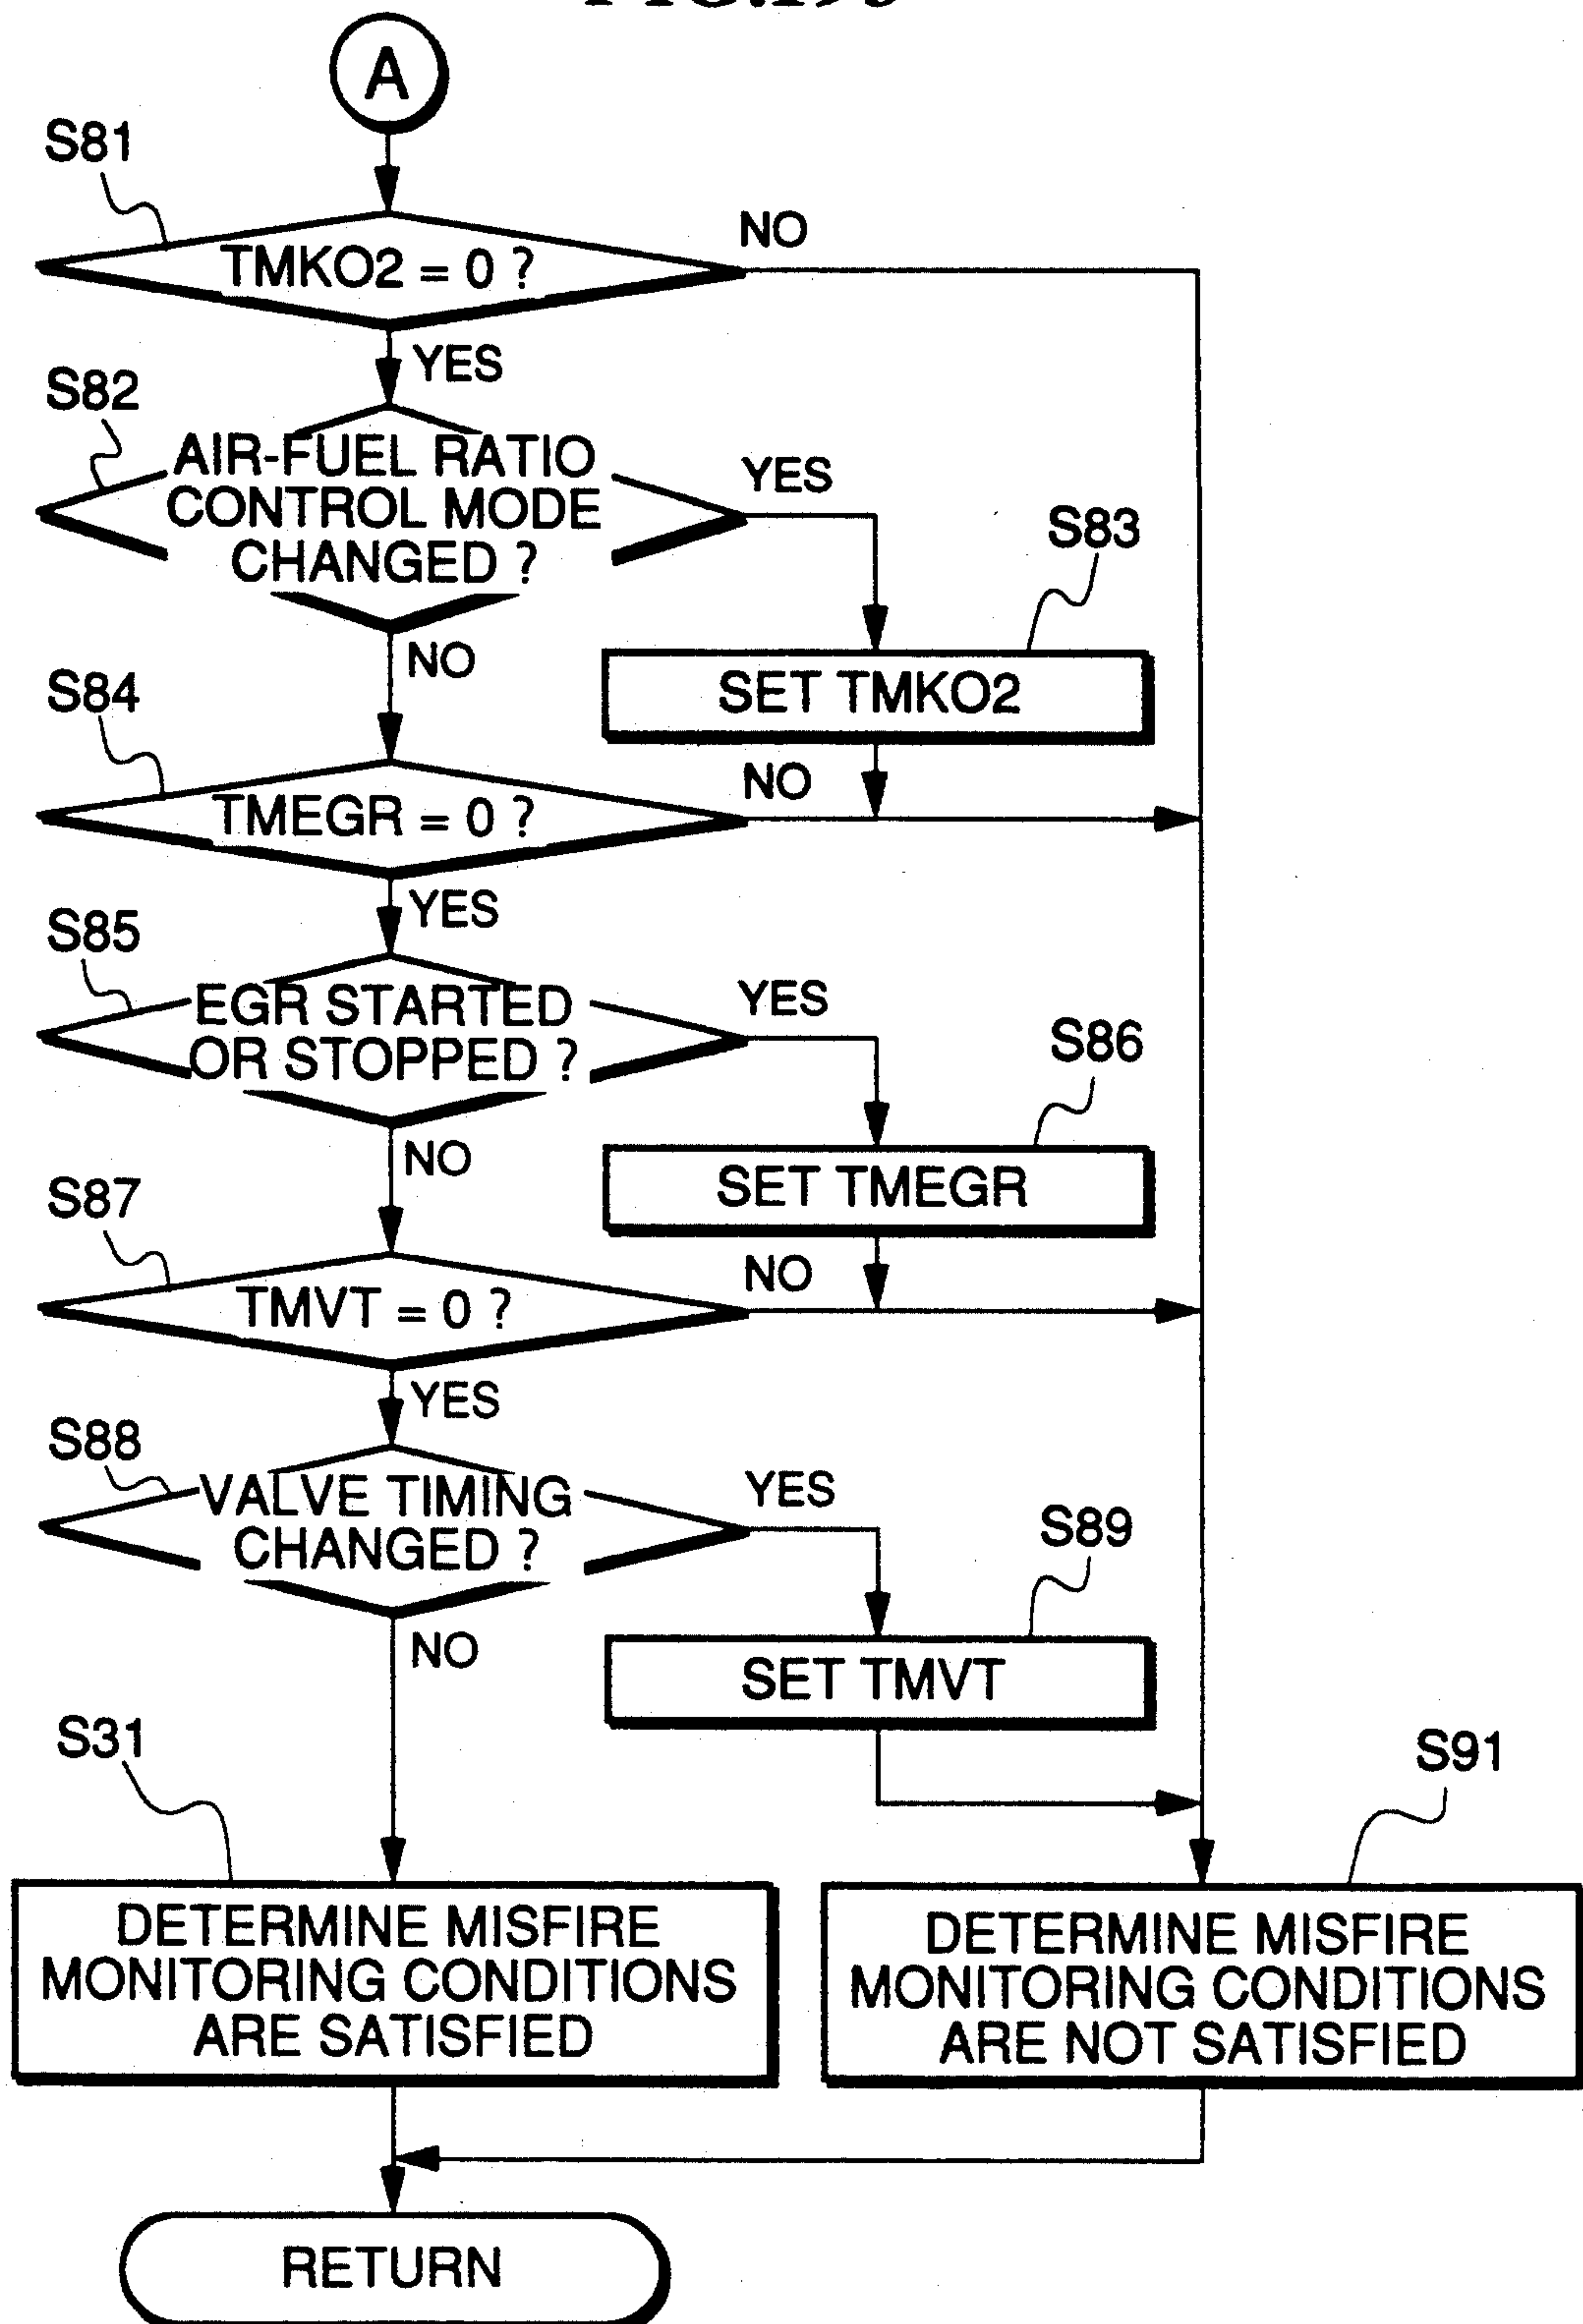 A
S81
TMKO2 = 0 ?
NO
YES
S82
AIR-FUEL RATIO
CONTROL MODE
CHANGED ?
YES
S83
NO
SET TMKO2
S84
TMEGR = 0 ?
NO
YES
S85
EGR STARTED
OR STOPPED ?
YES
S86
NO
SET TMEGR
S87
TMVT = 0 ?
NO
YES
S88
VALVE TIMING
CHANGED ?
YES
S89
NO
SET TMVT
S31
S91
DETERMINE MISFIRE
MONITORING CONDITIONS
ARE SATISFIED
DETERMINE MISFIRE
MONITORING CONDITIONS
ARE NOT SATISFIED
RETURN